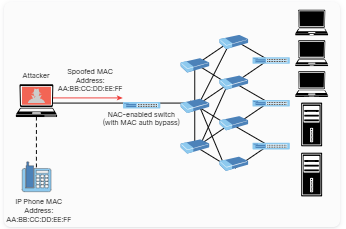 Attacker
Spoofed MAC
Address:
AA:BB:CC:DD:EE:FF
NAC-enabled switch
(with MAC auth bypass)
IP Phone MAC
Address:
AA:BB:CC:DD:EE:FF